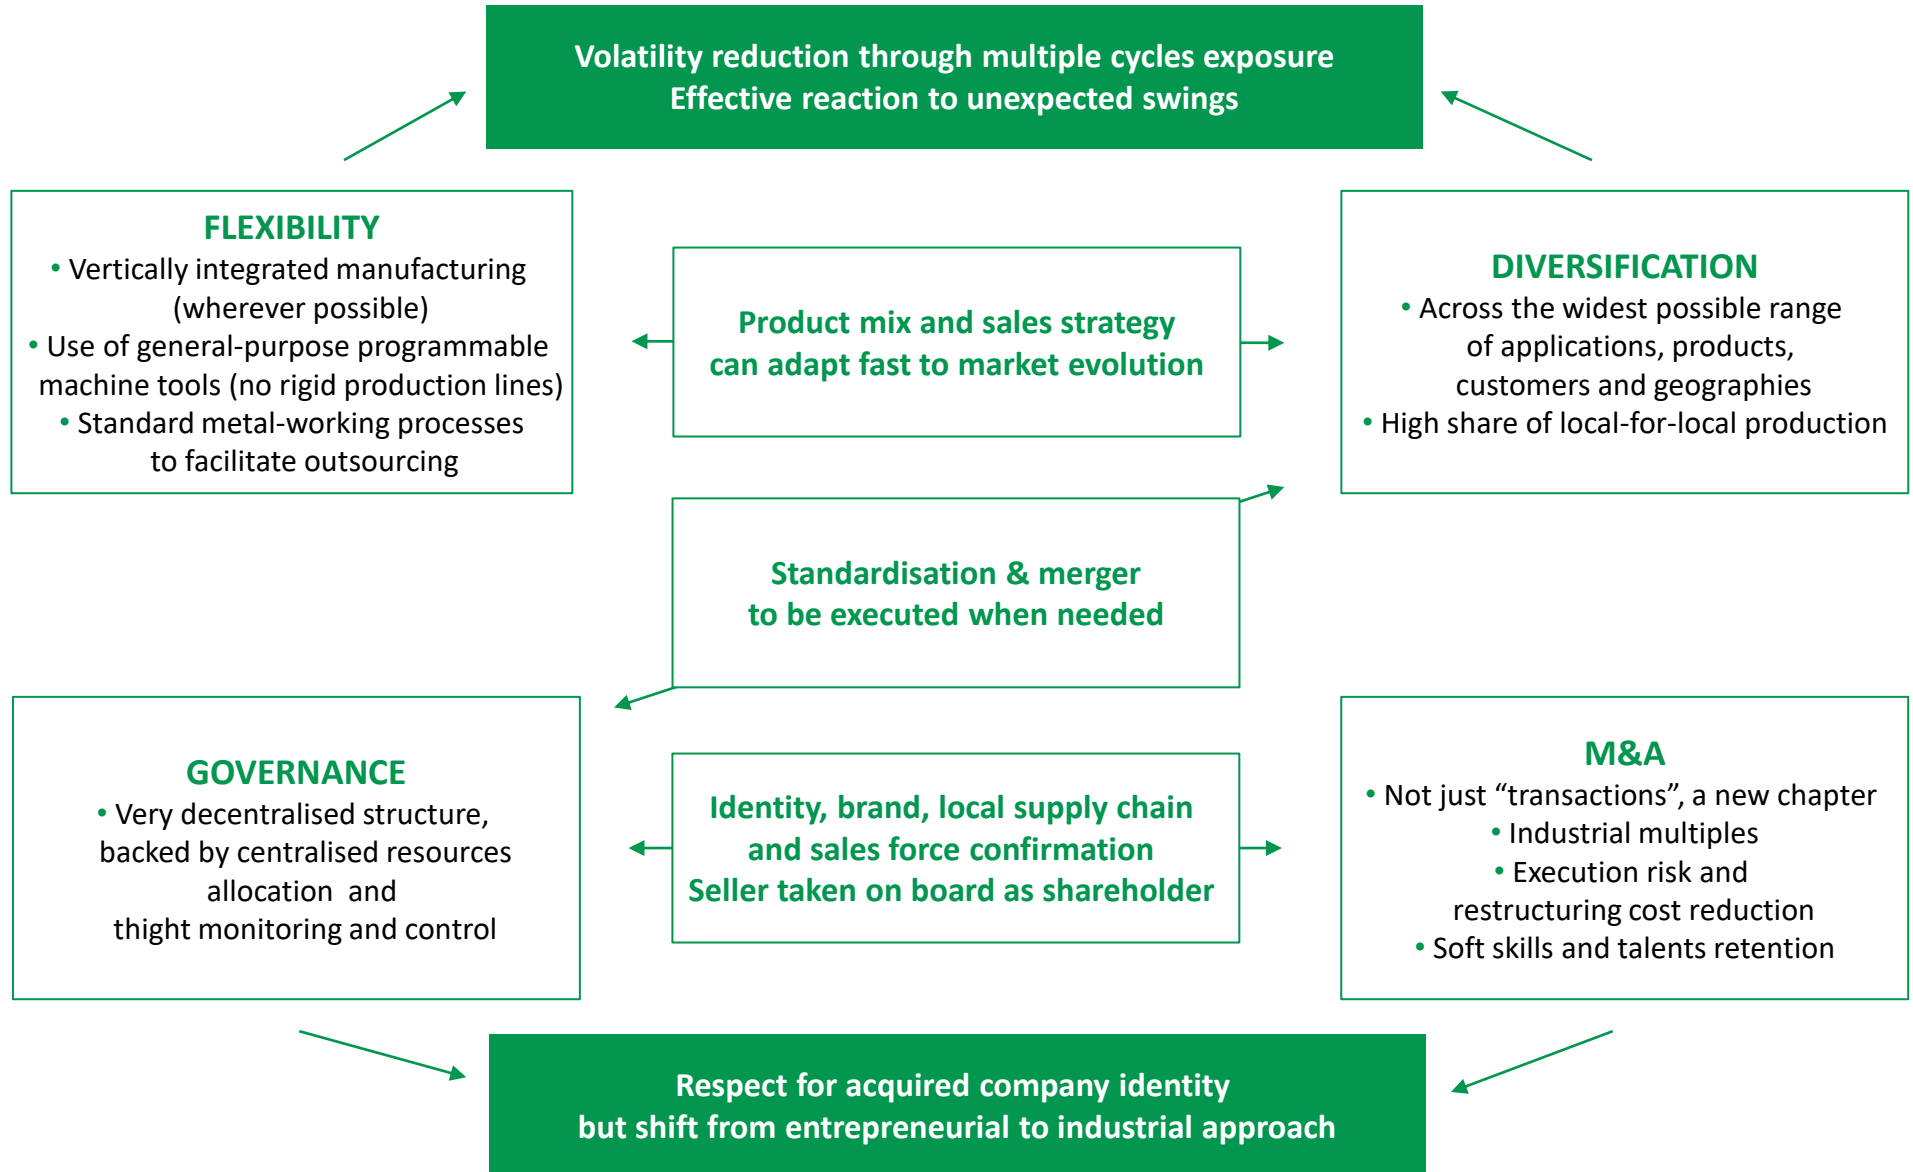 Volatility reduction through multiple cycles exposure
Effective reaction to unexpected swings
FLEXIBILITY
• Vertically integrated manufacturing
(wherever possible)
• Use of general-purpose programmable
machine tools (no rigid production lines)
• Standard metal-working processes
to facilitate outsourcing
Product mix and sales strategy
can adapt fast to market evolution
DIVERSIFICATION
• Across the widest possible range
of applications, products,
customers and geographies
• High share of local-for-local production
Standardisation & merger
to be executed when needed
GOVERNANCE
• Very decentralised structure,
backed by centralised resources
allocation and
thight monitoring and control
Identity, brand, local supply chain
and sales force confirmation
Seller taken on board as shareholder
M&A
• Not just “transactions”, a new chapter
• Industrial multiples
• Execution risk and
restructuring cost reduction
• Soft skills and talents retention
Respect for acquired company identity
but shift from entrepreneurial to industrial approach